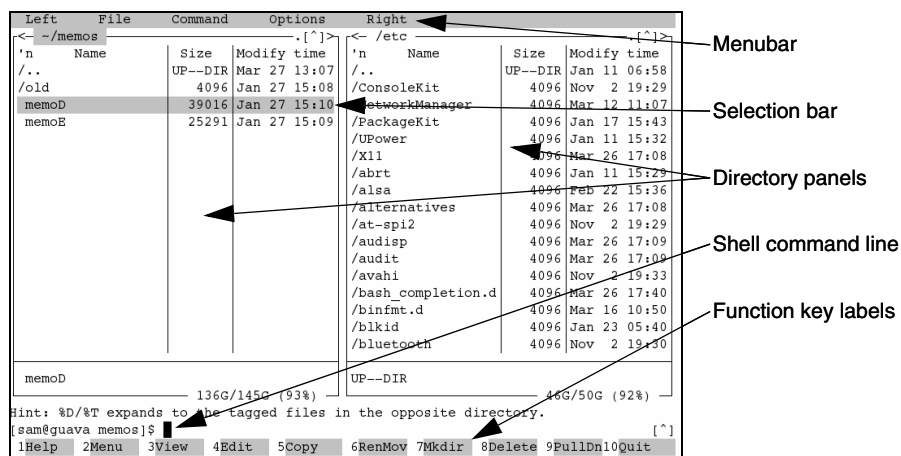 Left File Command Options Right
<─ ~/memos ─.[^]>
'n Name Size Modify time
/.. UP--DIR Mar 27 13:07
/old 4096 Jan 27 15:08
memoD 39016 Jan 27 15:10
memoE 25291 Jan 27 15:09
memoD
136G/145G (93%)
<─ /etc ─.[^]>
'n Name Size Modify time
/.. UP--DIR Jan 11 06:58
/ConsoleKit 4096 Nov 2 19:29
/NetworkManager 4096 Mar 12 11:07
/PackageKit 4096 Jan 17 15:43
/UPower 4096 Jan 11 15:32
/X11 4096 Mar 26 17:08
/abrt 4096 Jan 11 15:29
/alsa 4096 Feb 22 15:36
/alternatives 4096 Mar 26 17:08
/at-spi2 4096 Nov 2 19:29
/audisp 4096 Mar 26 17:09
/audit 4096 Mar 26 17:09
/avahi 4096 Nov 2 19:33
/bash_completion.d 4096 Mar 26 17:40
/binfmt.d 4096 Mar 16 10:50
/blkid 4096 Jan 23 05:40
/bluetooth 4096 Nov 2 19:30
UP--DIR
46G/50G (92%)
Hint: %D/%T expands to the tagged files in the opposite directory.
[sam@guava memos]$ [^]
1Help 2Menu 3View 4Edit 5Copy 6RenMov 7Mkdir 8Delete 9PullDn 10Quit
Menubar
Selection bar
Directory panels
Shell command line
Function key labels